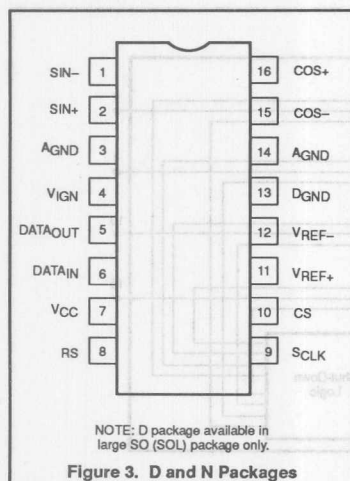 SIN– 1 16 COS+
SIN+ 2 15 COS–
AGND 3 14 AGND
VIGN 4 13 DGND
DATAOUT 5 12 VREF–
DATAIN 6 11 VREF+
VCC 7 10 CS
RS 8 9 SCLK
NOTE: D package available in
large SO (SOL) package only.
Figure 3. D and N Packages